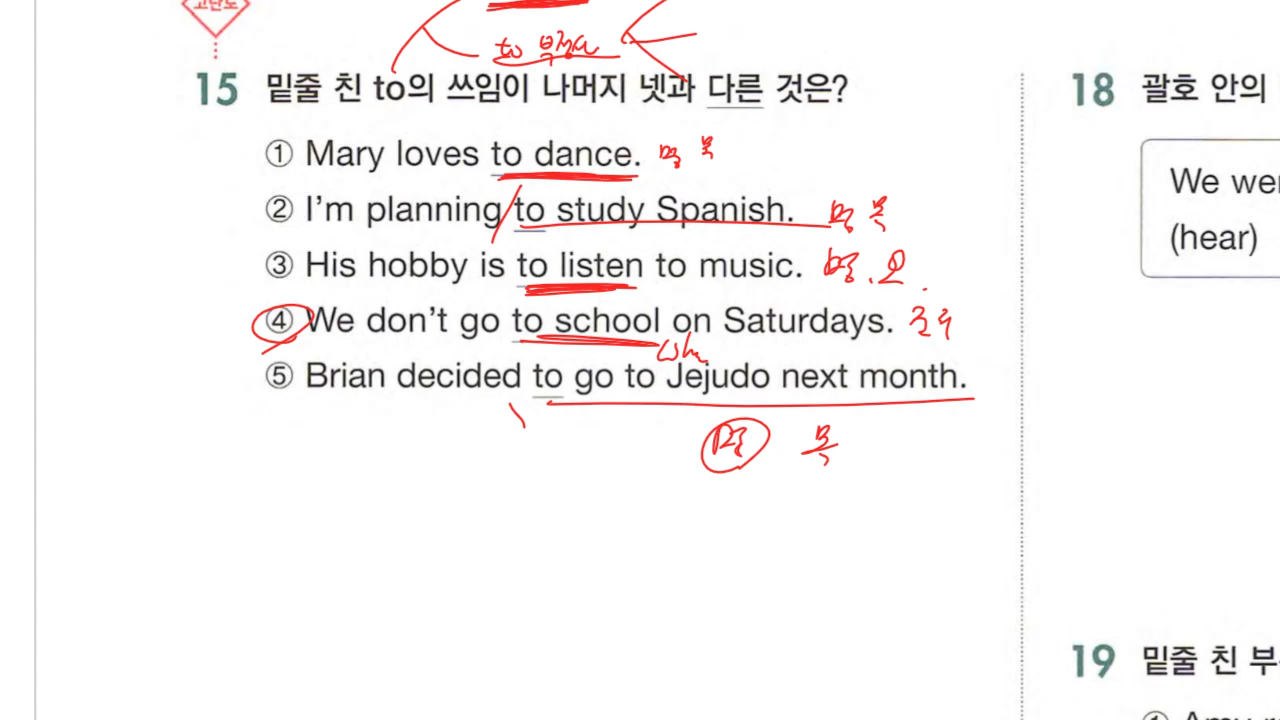 고난도
to 부정사
15 밑줄 친 to의 쓰임이 나머지 넷과 다른 것은?
① Mary loves to dance. 명 목
② I'm planning to study Spanish. 명 목
③ His hobby is to listen to music. 명.보
④ We don't go to school on Saturdays.
⑤ Brian decided to go to Jejudo next month.
명 목
18 괄호 안의
We wer
(hear)
19 밑줄 친 부